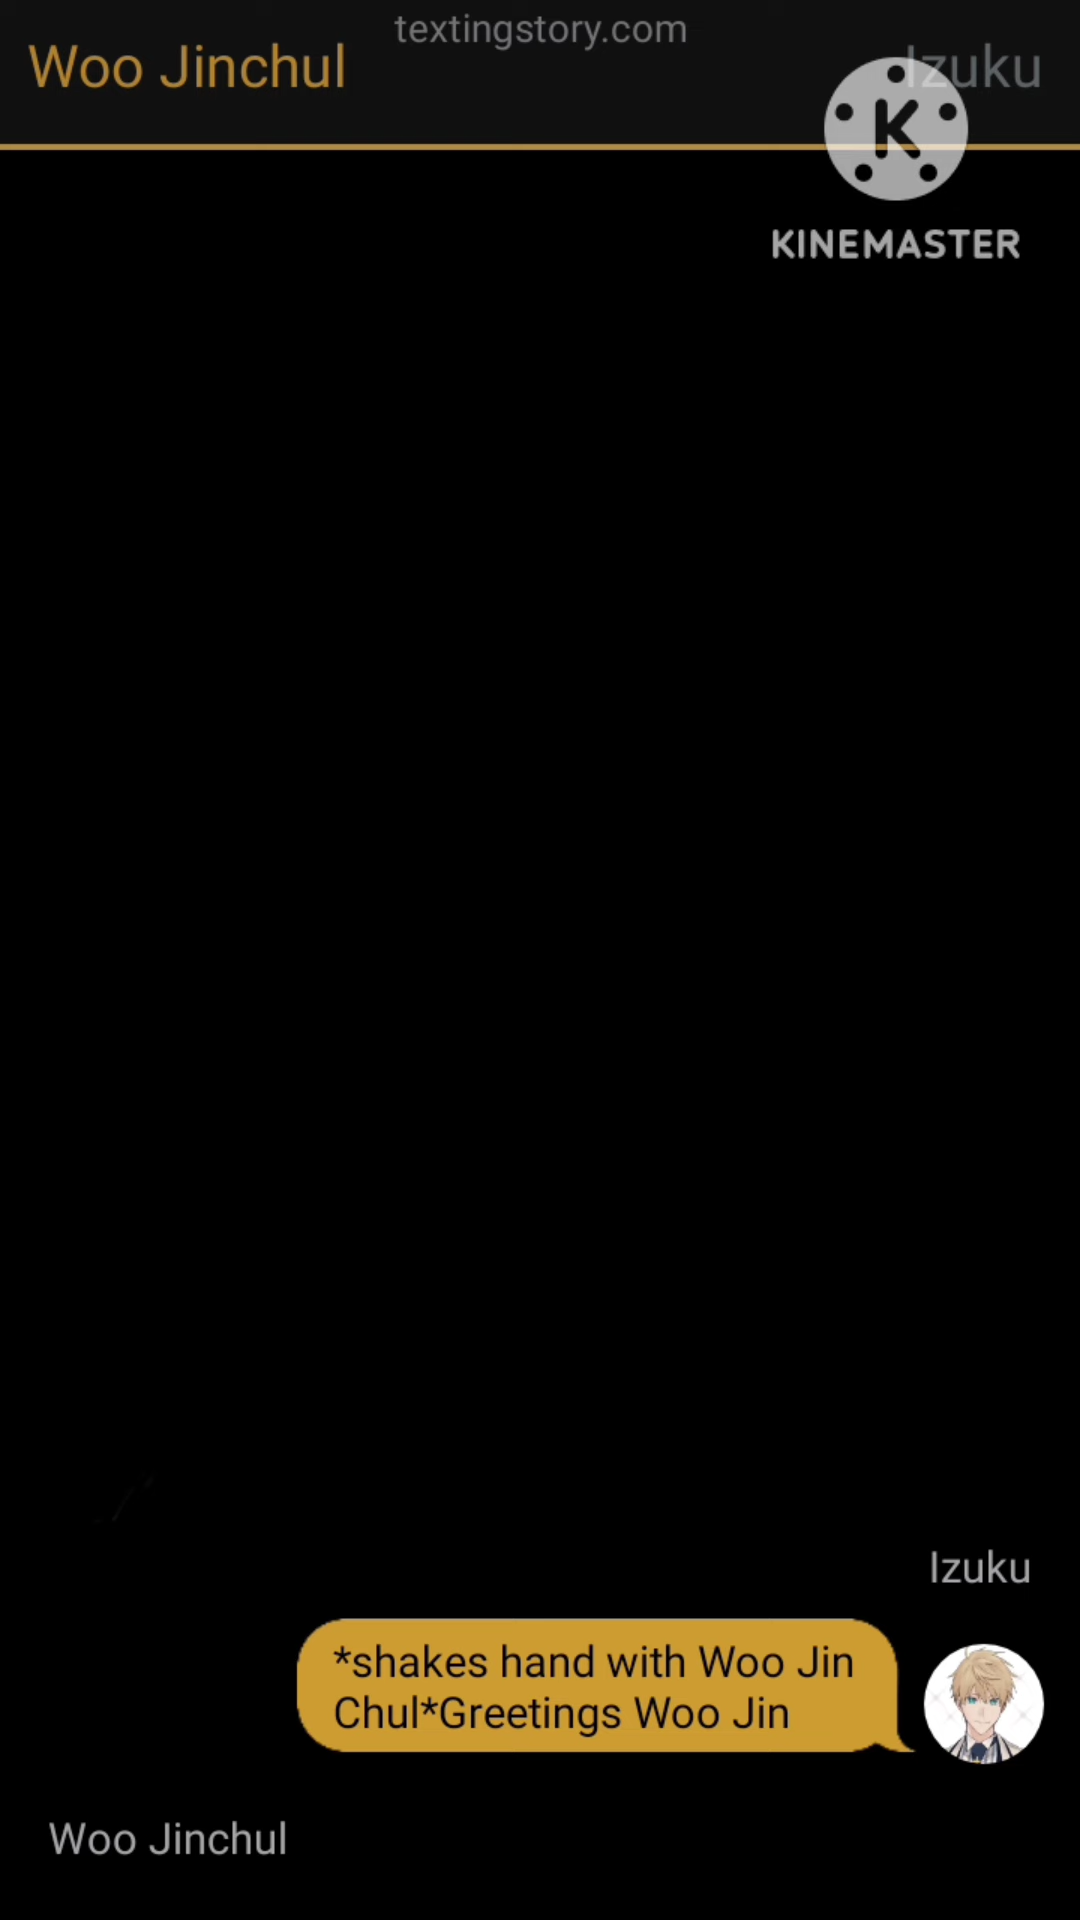 textingstory.com
Woo Jinchul
Izuku
K
KINEMASTER
Izuku
*shakes hand with Woo Jin
Chul*Greetings Woo Jin
Woo Jinchul